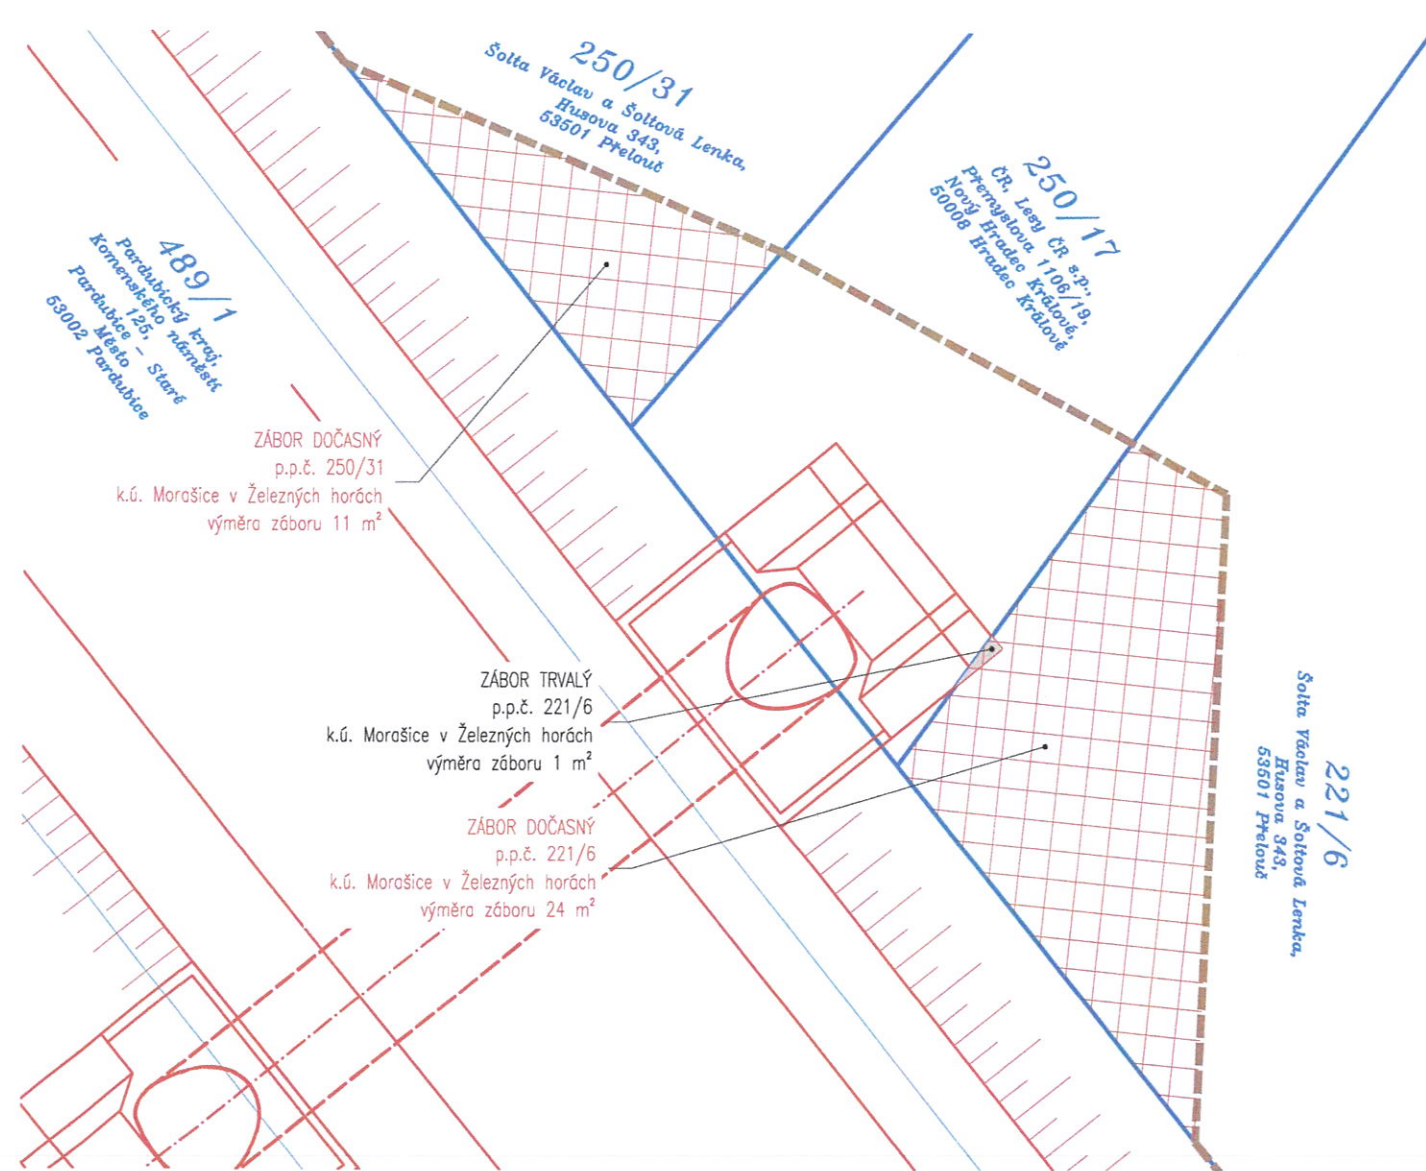 250/31
Šolta Václav a Šoltová Lenka,
Husova 343,
53501 Přelouč
250/17
ČR, Lesy ČR s.p.,
Přemyslova 1106/19,
Nový Hradec Králové,
50008 Hradec Králové
489/1
Pardubický kraj,
Komenského náměstí
125,
Pardubice – Staré
Město
53002 Pardubice
ZÁBOR DOČASNÝ
p.p.č. 250/31
k.ú. Morašice v Železných horách
výměra záboru 11 m²
ZÁBOR TRVALÝ
p.p.č. 221/6
k.ú. Morašice v Železných horách
výměra záboru 1 m²
ZÁBOR DOČASNÝ
p.p.č. 221/6
k.ú. Morašice v Železných horách
výměra záboru 24 m²
221/6
Šolta Václav a Šoltová Lenka,
Husova 343,
53501 Přelouč